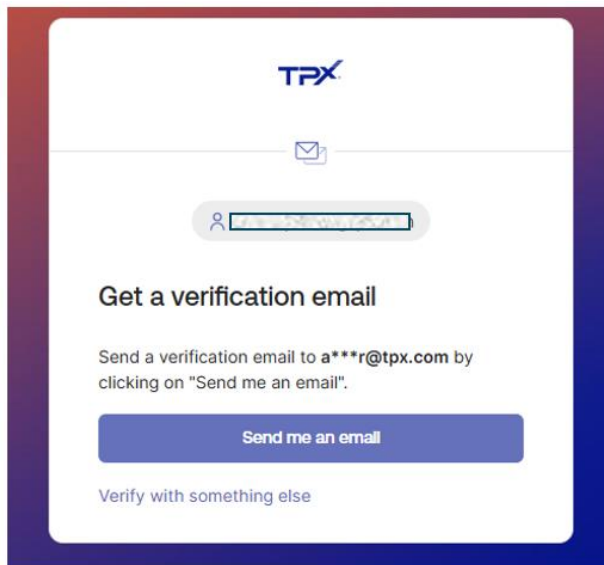 TPX
Get a verification email
Send a verification email to a***r@tpx.com by
clicking on "Send me an email".
Send me an email
Verify with something else